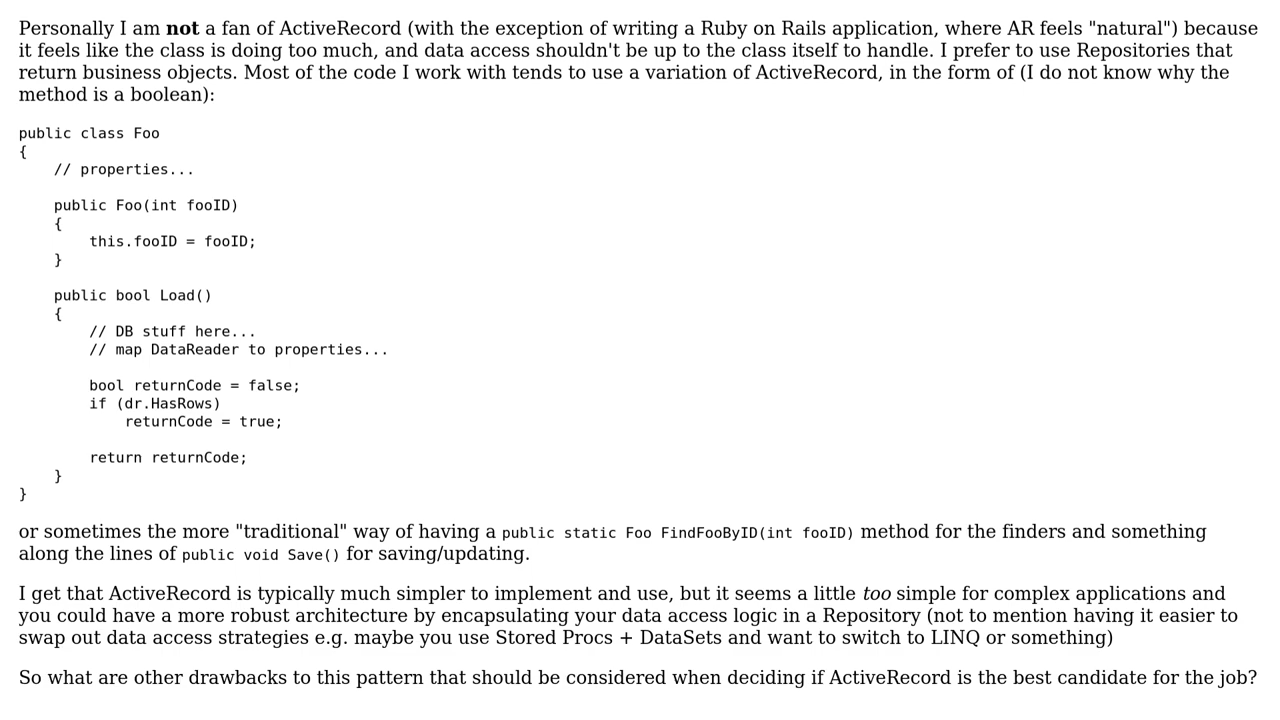 Personally I am not a fan of ActiveRecord (with the exception of writing a Ruby on Rails application, where AR feels "natural") because
it feels like the class is doing too much, and data access shouldn't be up to the class itself to handle. I prefer to use Repositories that
return business objects. Most of the code I work with tends to use a variation of ActiveRecord, in the form of (I do not know why the
method is a boolean):
public class Foo
{
    // properties...

    public Foo(int fooID)
    {
        this.fooID = fooID;
    }

    public bool Load()
    {
        // DB stuff here...
        // map DataReader to properties...

        bool returnCode = false;
        if (dr.HasRows)
            returnCode = true;

        return returnCode;
    }
}
or sometimes the more "traditional" way of having a public static Foo FindFooByID(int fooID) method for the finders and something
along the lines of public void Save() for saving/updating.
I get that ActiveRecord is typically much simpler to implement and use, but it seems a little too simple for complex applications and
you could have a more robust architecture by encapsulating your data access logic in a Repository (not to mention having it easier to
swap out data access strategies e.g. maybe you use Stored Procs + DataSets and want to switch to LINQ or something)
So what are other drawbacks to this pattern that should be considered when deciding if ActiveRecord is the best candidate for the job?